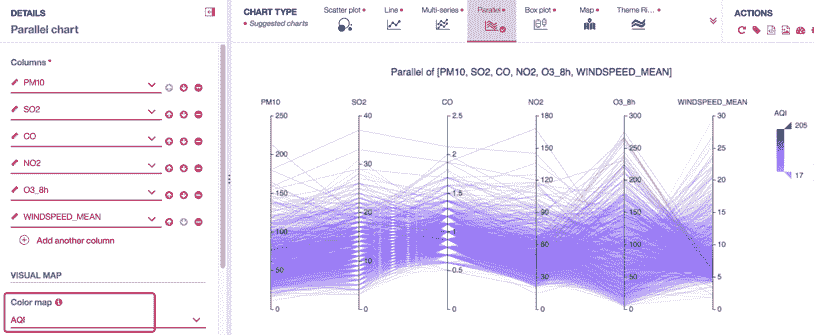 DETAILS
Parallel chart
Columns *
PM10
SO2
CO
NO2
O3_8h
WINDSPEED_MEAN
Add another column
VISUAL MAP
Color map
AQI
CHART TYPE
Suggested charts
Scatter plot
Line
Multi-series
Parallel
Box plot
Map
Theme Ri...
ACTIONS
Parallel of [PM10, SO2, CO, NO2, O3_8h, WINDSPEED_MEAN]
PM10 SO2 CO NO2 O3_8h WINDSPEED_MEAN
AQI
250 40 2.5 180 300 30
205
200 150 250 25
30 2
17
150 120 200 20
20 1.5 90 150 15
100
10 1 60 100 10
50 0.5 30 50 5
0 0 0 0 0 0